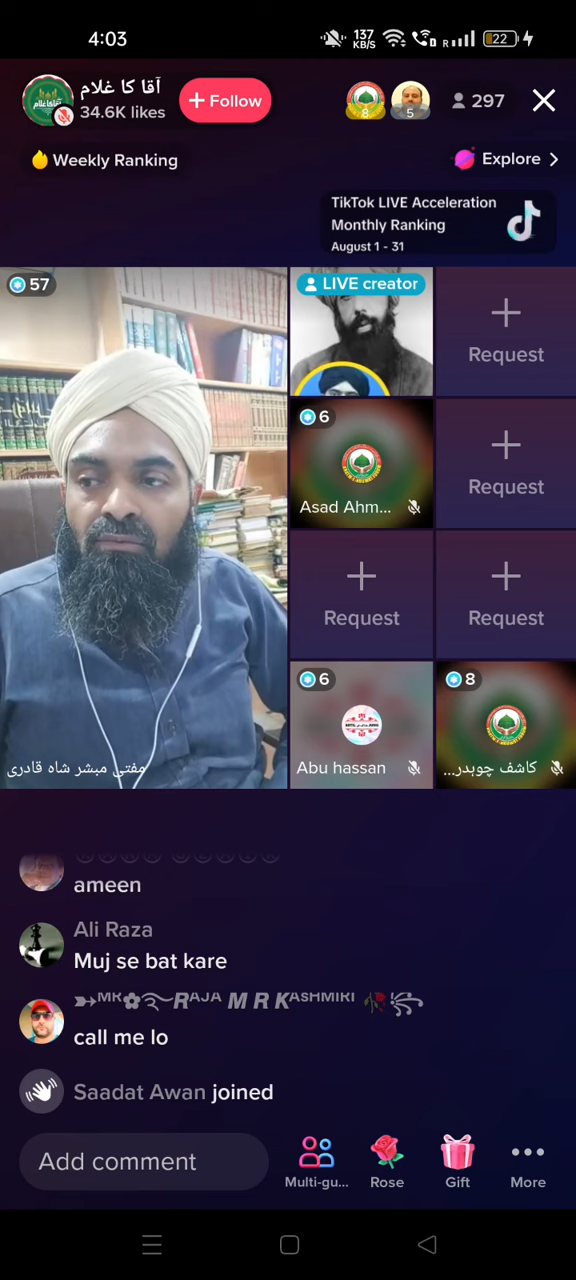 4:03
137
KB/S
R
22
آقا کا غلام
34.6K likes
+ Follow
8
5
297
Weekly Ranking
Explore
TikTok LIVE Acceleration
Monthly Ranking
August 1 - 31
57
LIVE creator
Request
6
Asad Ahm...
Request
Request
Request
مفتی مبشر شاہ قادری
6
Abu hassan
8
کاشف چوہدر...
ameen
Ali Raza
Muj se bat kare
➳ᴹᴿ✿RAJA M R KASHMIRI
call me lo
Saadat Awan joined
Add comment
Multi-gu...
Rose
Gift
More